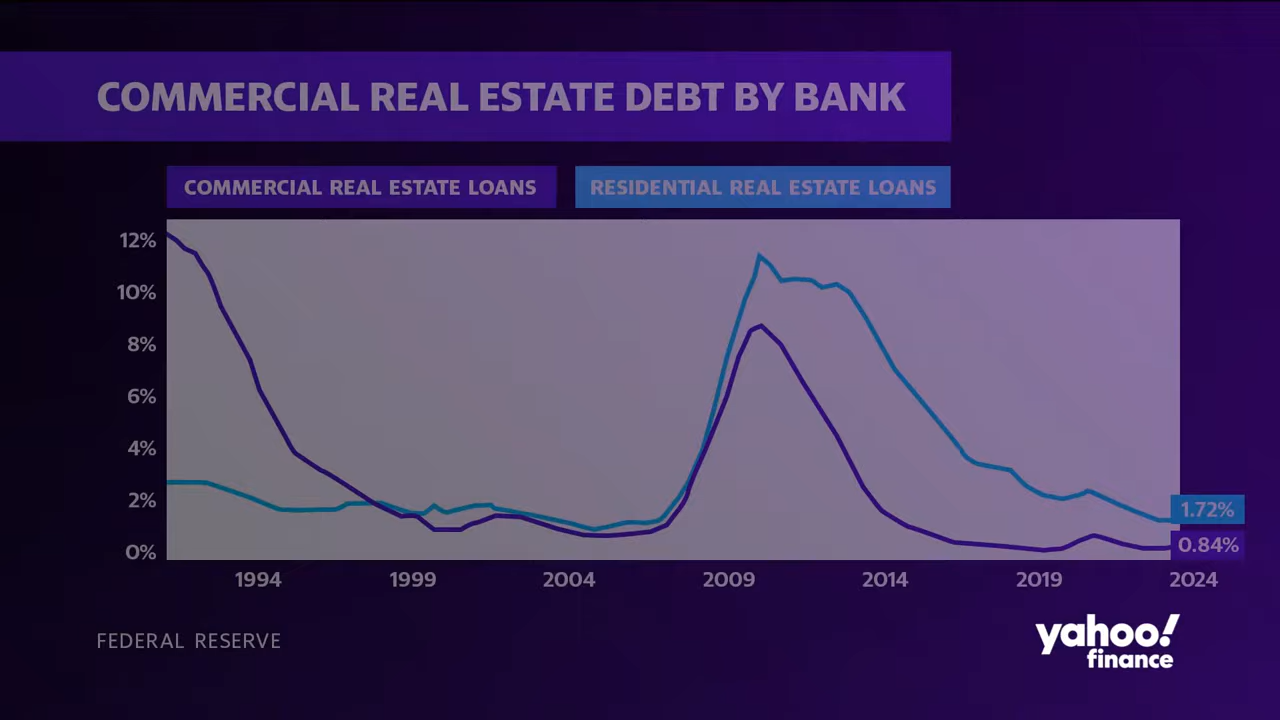 COMMERCIAL REAL ESTATE DEBT BY BANK
COMMERCIAL REAL ESTATE LOANS
RESIDENTIAL REAL ESTATE LOANS
12%
10%
8%
6%
4%
2%
0%
1.72%
0.84%
1994 1999 2004 2009 2014 2019 2024
FEDERAL RESERVE
yahoo!
finance